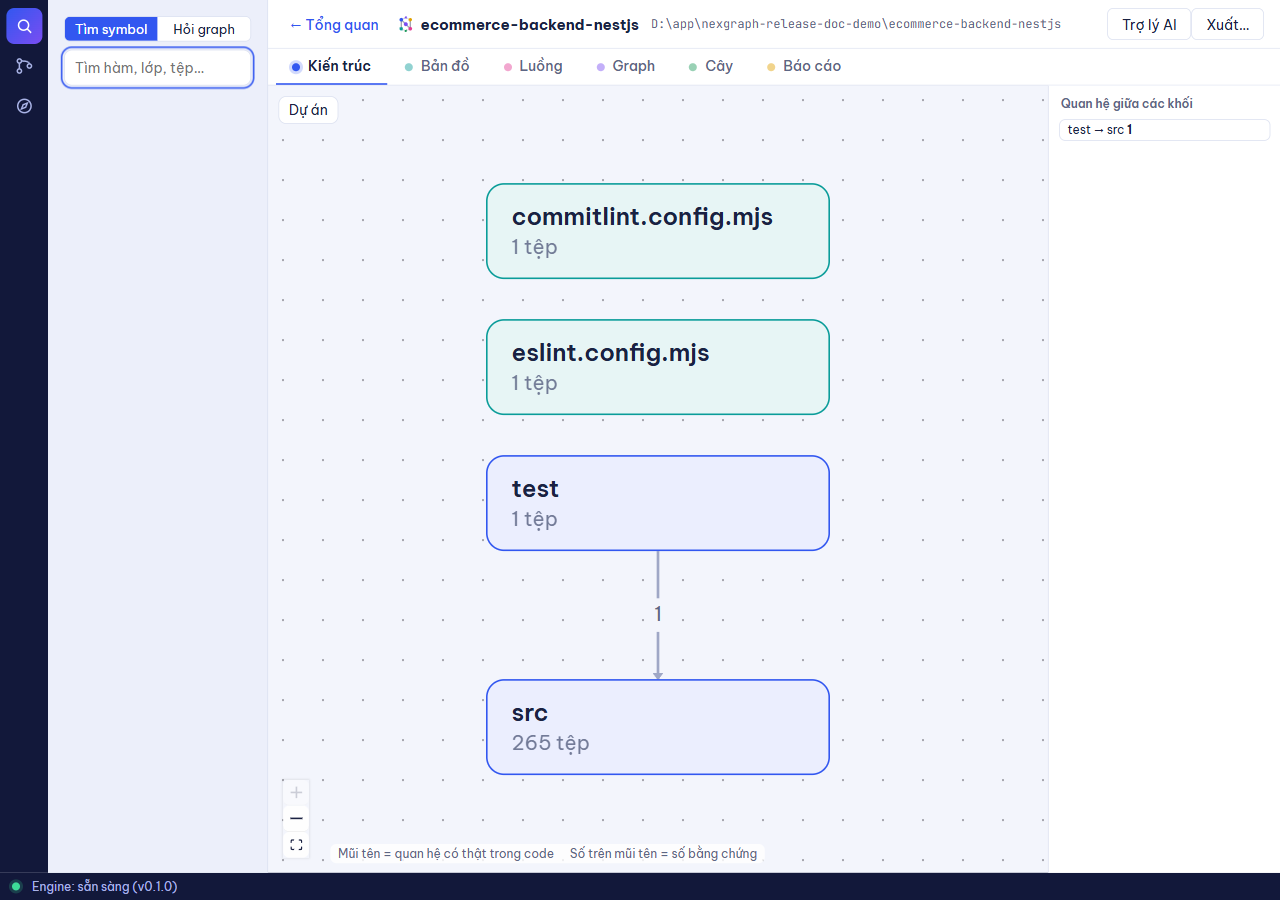 Tìm symbol
Hỏi graph
Tìm hàm, lớp, tệp...
← Tổng quan
ecommerce-backend-nestjs
D:\app\nexgraph-release-doc-demo\ecommerce-backend-nestjs
Trợ lý AI
Xuất...
Kiến trúc
Bản đồ
Luồng
Graph
Cây
Báo cáo
Dự án
commitlint.config.mjs
1 tệp
eslint.config.mjs
1 tệp
test
1 tệp
1
src
265 tệp
Mũi tên = quan hệ có thật trong code
Số trên mũi tên = số bằng chứng
Quan hệ giữa các khối
test → src 1
Engine: sẵn sàng (v0.1.0)